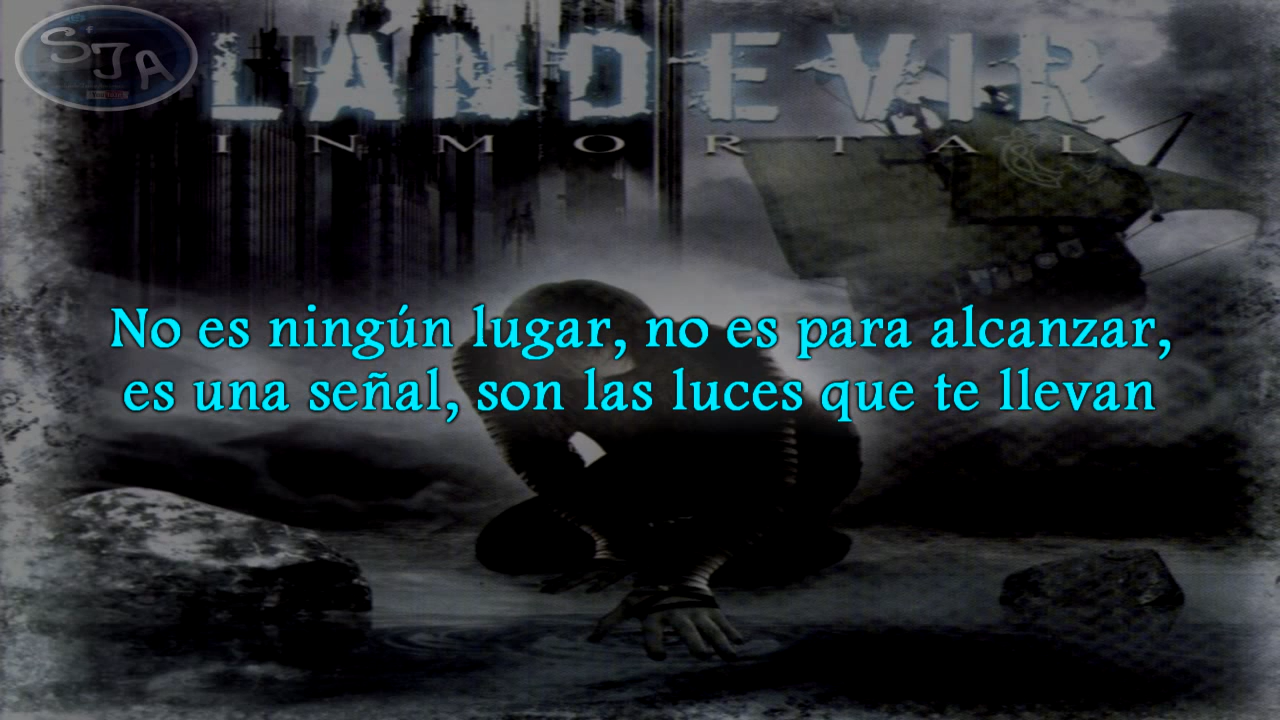 SJA
LANDEVIR
INMORTAL
No es ningún lugar, no es para alcanzar,
es una señal, son las luces que te llevan